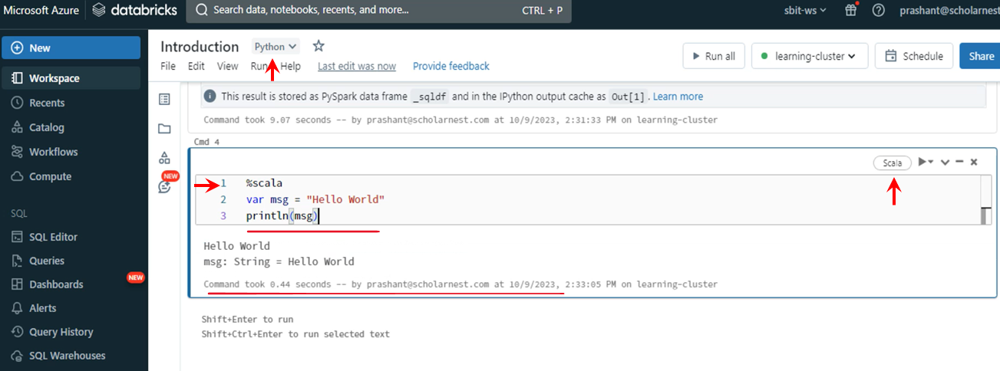 Microsoft Azure databricks Search data, notebooks, recents, and more... CTRL + P sbit-ws prashant@scholarnest
New
Workspace
Recents
Catalog
Workflows
Compute
SQL
SQL Editor
Queries
Dashboards NEW
Alerts
Query History
SQL Warehouses
Introduction Python
File Edit View Run Help Last edit was now Provide feedback
Run all learning-cluster Schedule Share
NEW
This result is stored as PySpark data frame _sqldf and in the IPython output cache as Out[1]. Learn more
Command took 9.07 seconds -- by prashant@scholarnest.com at 10/9/2023, 2:31:33 PM on learning-cluster
Cmd 4
Scala
1 %scala
2 var msg = "Hello World"
3 println(msg)
Hello World
msg: String = Hello World
Command took 0.44 seconds -- by prashant@scholarnest.com at 10/9/2023, 2:33:05 PM on learning-cluster
Shift+Enter to run
Shift+Ctrl+Enter to run selected text